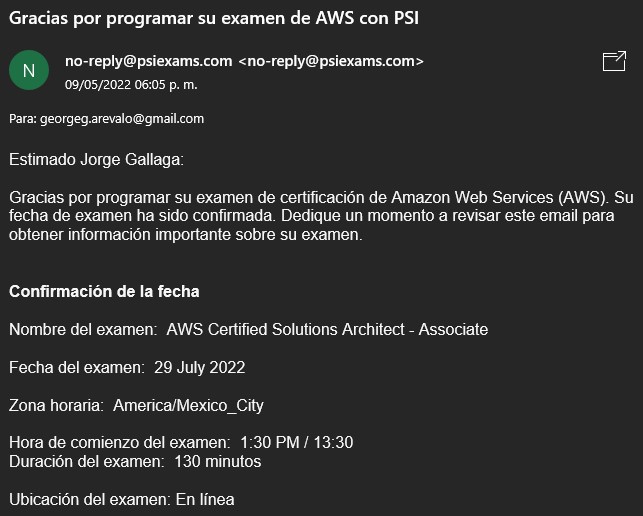 Gracias por programar su examen de AWS con PSI
N
no-reply@psiexams.com <no-reply@psiexams.com>
09/05/2022 06:05 p. m.
Para: georgeg.arevalo@gmail.com
Estimado Jorge Gallaga:
Gracias por programar su examen de certificación de Amazon Web Services (AWS). Su
fecha de examen ha sido confirmada. Dedique un momento a revisar este email para
obtener información importante sobre su examen.
Confirmación de la fecha
Nombre del examen:  AWS Certified Solutions Architect - Associate
Fecha del examen:  29 July 2022
Zona horaria:  America/Mexico_City
Hora de comienzo del examen:  1:30 PM / 13:30
Duración del examen:  130 minutos
Ubicación del examen: En línea